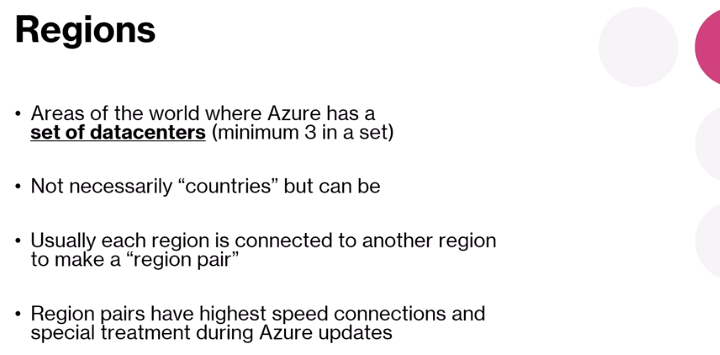 Regions
• Areas of the world where Azure has a
set of datacenters (minimum 3 in a set)
• Not necessarily “countries” but can be
• Usually each region is connected to another region
to make a “region pair”
• Region pairs have highest speed connections and
special treatment during Azure updates